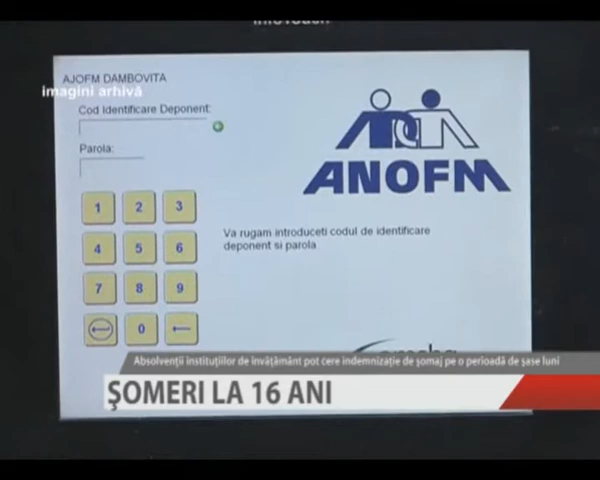 AJOFM DAMBOVITA
imagini arhivă
Cod Identificare Deponent:
Parola:
ANOFM
1 2 3
4 5 6
7 8 9
0
Va rugam introduceti codul de identificare
deponent si parola
Absolvenții instituțiilor de învățământ pot cere indemnizație de șomaj pe o perioadă de șase luni
ȘOMERI LA 16 ANI